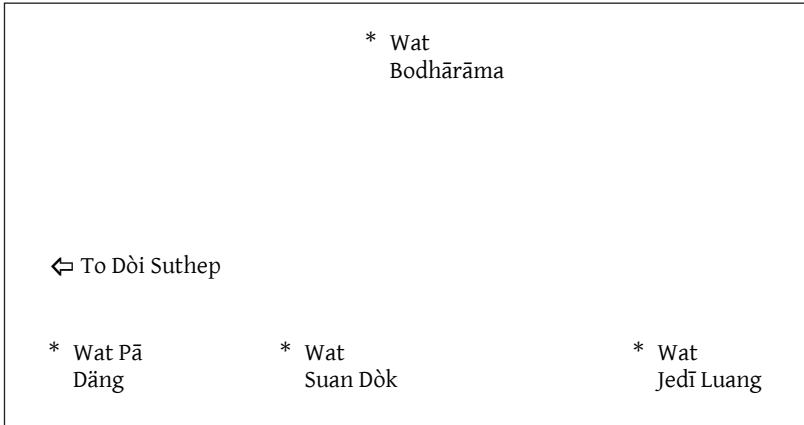 * Wat
Bodhārāma
⇦ To Dòi Suthep
* Wat Pā
Däng
* Wat
Suan Dòk
* Wat
Jedī Luang